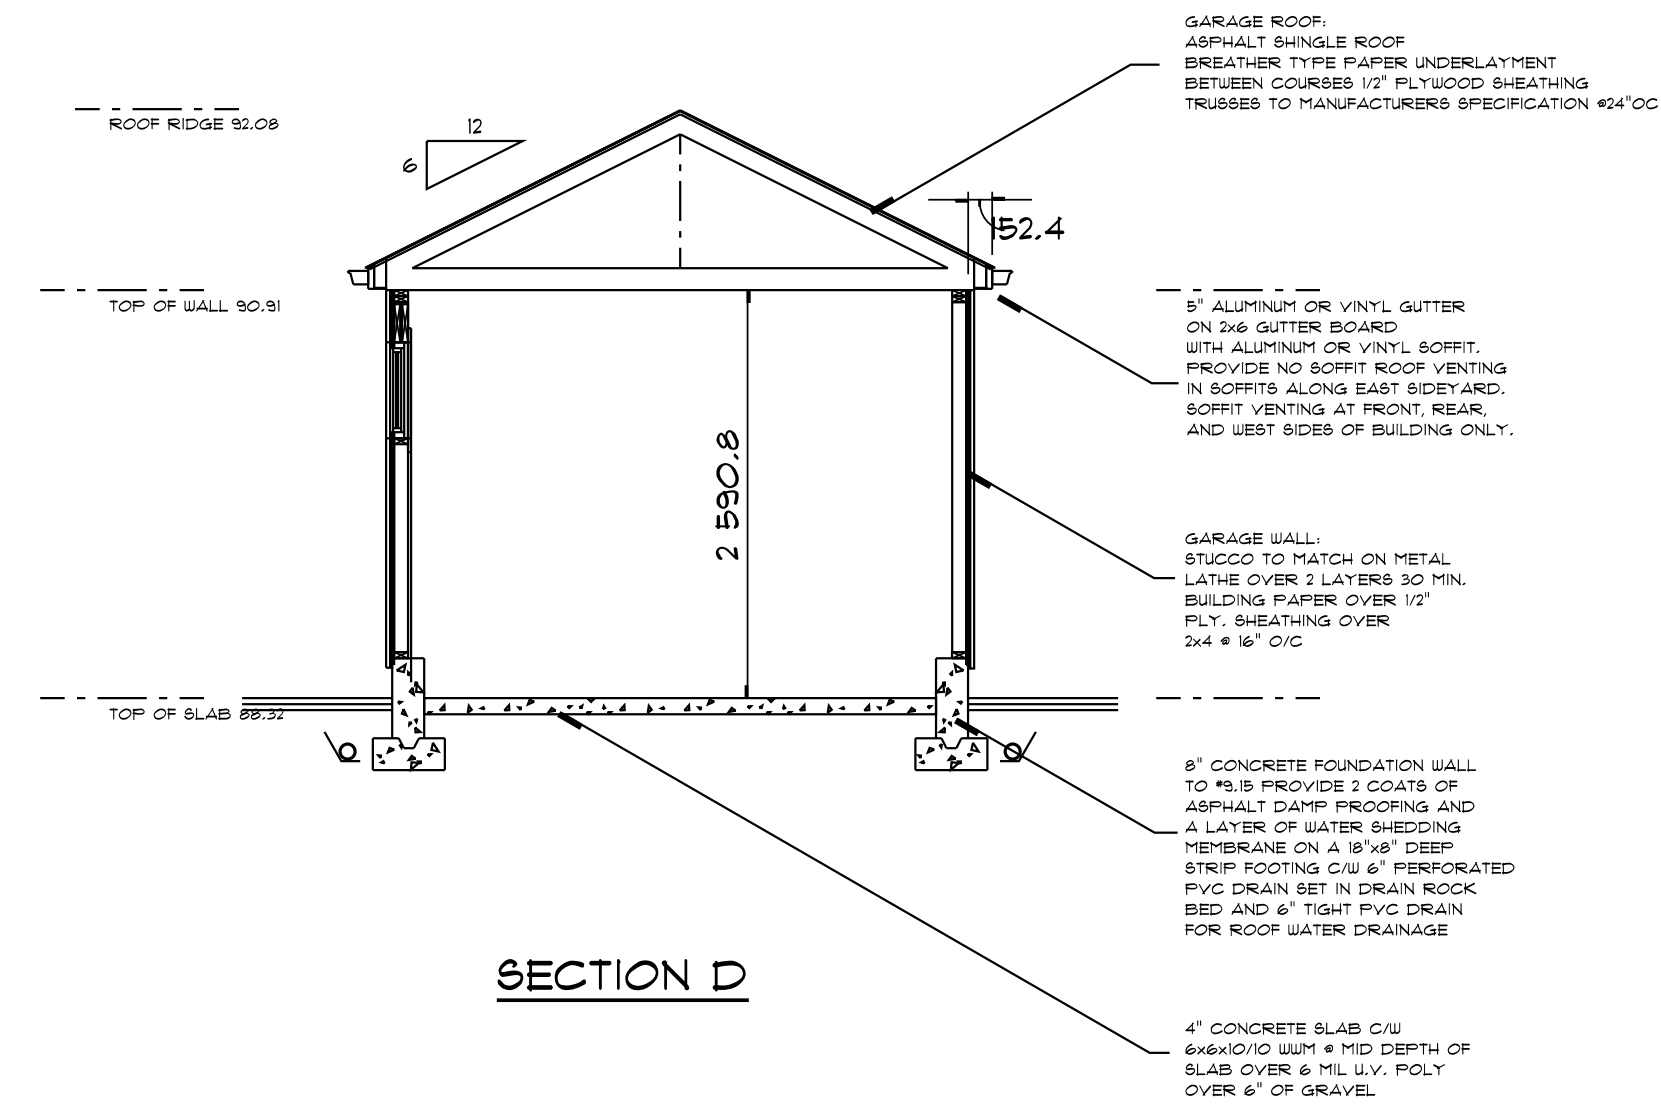 GARAGE ROOF:
ASPHALT SHINGLE ROOF
BREATHER TYPE PAPER UNDERLAYMENT
BETWEEN COURSES 1/2" PLYWOOD SHEATHING
TRUSSES TO MANUFACTURERS SPECIFICATION @24"OC
ROOF RIDGE 92.08
12
6
152.4
TOP OF WALL 90.91
5" ALUMINUM OR VINYL GUTTER
ON 2x6 GUTTER BOARD
WITH ALUMINUM OR VINYL SOFFIT.
PROVIDE NO SOFFIT ROOF VENTING
IN SOFFITS ALONG EAST SIDEYARD.
SOFFIT VENTING AT FRONT, REAR,
AND WEST SIDES OF BUILDING ONLY.
2 590.8
GARAGE WALL:
STUCCO TO MATCH ON METAL
LATHE OVER 2 LAYERS 30 MIN.
BUILDING PAPER OVER 1/2"
PLY. SHEATHING OVER
2x4 @ 16" O/C
TOP OF SLAB 88.32
8" CONCRETE FOUNDATION WALL
TO #9.15 PROVIDE 2 COATS OF
ASPHALT DAMP PROOFING AND
A LAYER OF WATER SHEDDING
MEMBRANE ON A 18"x8" DEEP
STRIP FOOTING C/W 6" PERFORATED
PVC DRAIN SET IN DRAIN ROCK
BED AND 6" TIGHT PVC DRAIN
FOR ROOF WATER DRAINAGE
SECTION D
4" CONCRETE SLAB C/W
6x6x10/10 WWM @ MID DEPTH OF
SLAB OVER 6 MIL U.V. POLY
OVER 6" OF GRAVEL